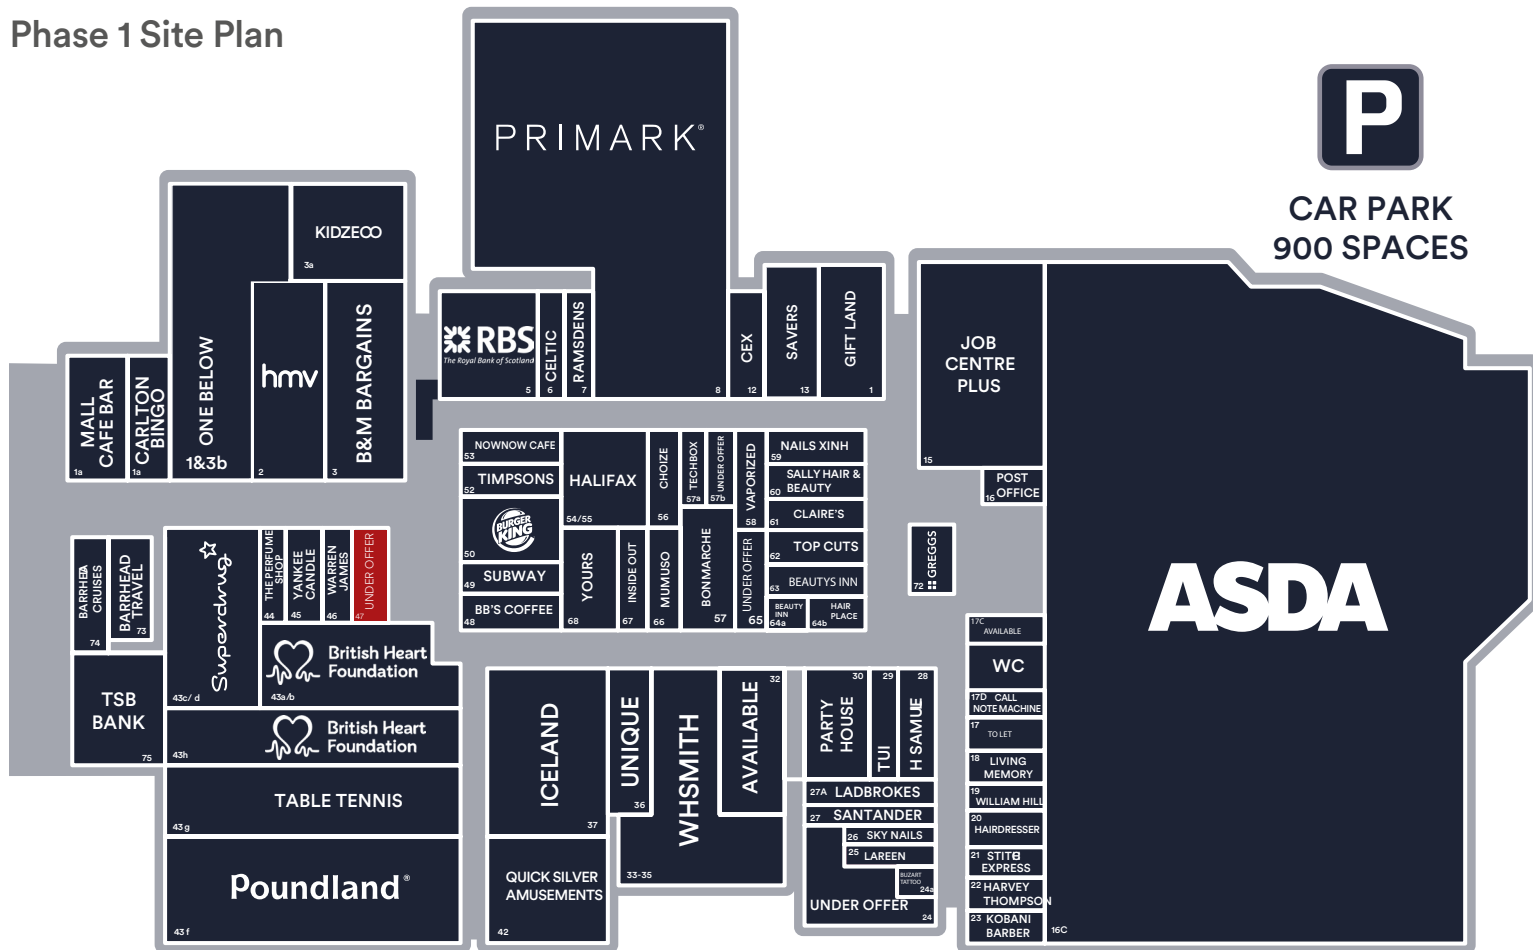 Phase 1 Site Plan
PRIMARK®
8
P
CAR PARK
900 SPACES
KIDZECO
3a
ONE BELOW
1&3b
hmv
2
B&M BARGAINS
3
MALL
CAFE BAR
1a
CARLTON
BINGO
1a
RBS
The Royal Bank of Scotland
5
CELTIC
6
RAMSDENS
7
CEX
12
SAVERS
13
GIFT LAND
1
JOB
CENTRE
PLUS
15
POST
OFFICE
16
ASDA
16C
NOWNOW CAFE
53
TIMPSONS
52
BURGER
KING
50
SUBWAY
49
BB'S COFFEE
48
HALIFAX
54/55
CHOIZE
56
TECHBOX
57a
UNDER OFFER
57b
VAPORIZED
58
NAILS XINH
59
SALLY HAIR &
BEAUTY
60
CLAIRE'S
61
TOP CUTS
62
BEAUTYS INN
63
BEAUTY
INN
64a
HAIR
PLACE
64b
YOURS
68
INSIDE OUT
67
MUMUSO
66
BONMARCHE
57
UNDER OFFER
65
GREGGS
72
BARRHEAD
CRUISES
74
BARRHEAD
TRAVEL
73
TSB
BANK
75
Superdrug
43c/ d
THE PERFUME
SHOP
44
YANKEE
CANDLE
45
WARREN
JAMES
46
UNDER OFFER
47
British Heart
Foundation
43a/b
British Heart
Foundation
43h
TABLE TENNIS
43 g
Poundland®
43 f
ICELAND
37
UNIQUE
36
WHSMITH
33-35
AVAILABLE
32
QUICK SILVER
AMUSEMENTS
42
PARTY
HOUSE
30
TUI
29
H SAMUEL
28
27A LADBROKES
27 SANTANDER
26 SKY NAILS
25 LAREEN
BUZART
TATTOO
24a
UNDER OFFER
24
17C
AVAILABLE
WC
17D CALL
NOTE MACHINE
17
TO LET
18 LIVING
MEMORY
19
WILLIAM HILL
20
HAIRDRESSER
21 STITCH
EXPRESS
22 HARVEY
THOMPSON
23 KOBANI
BARBER